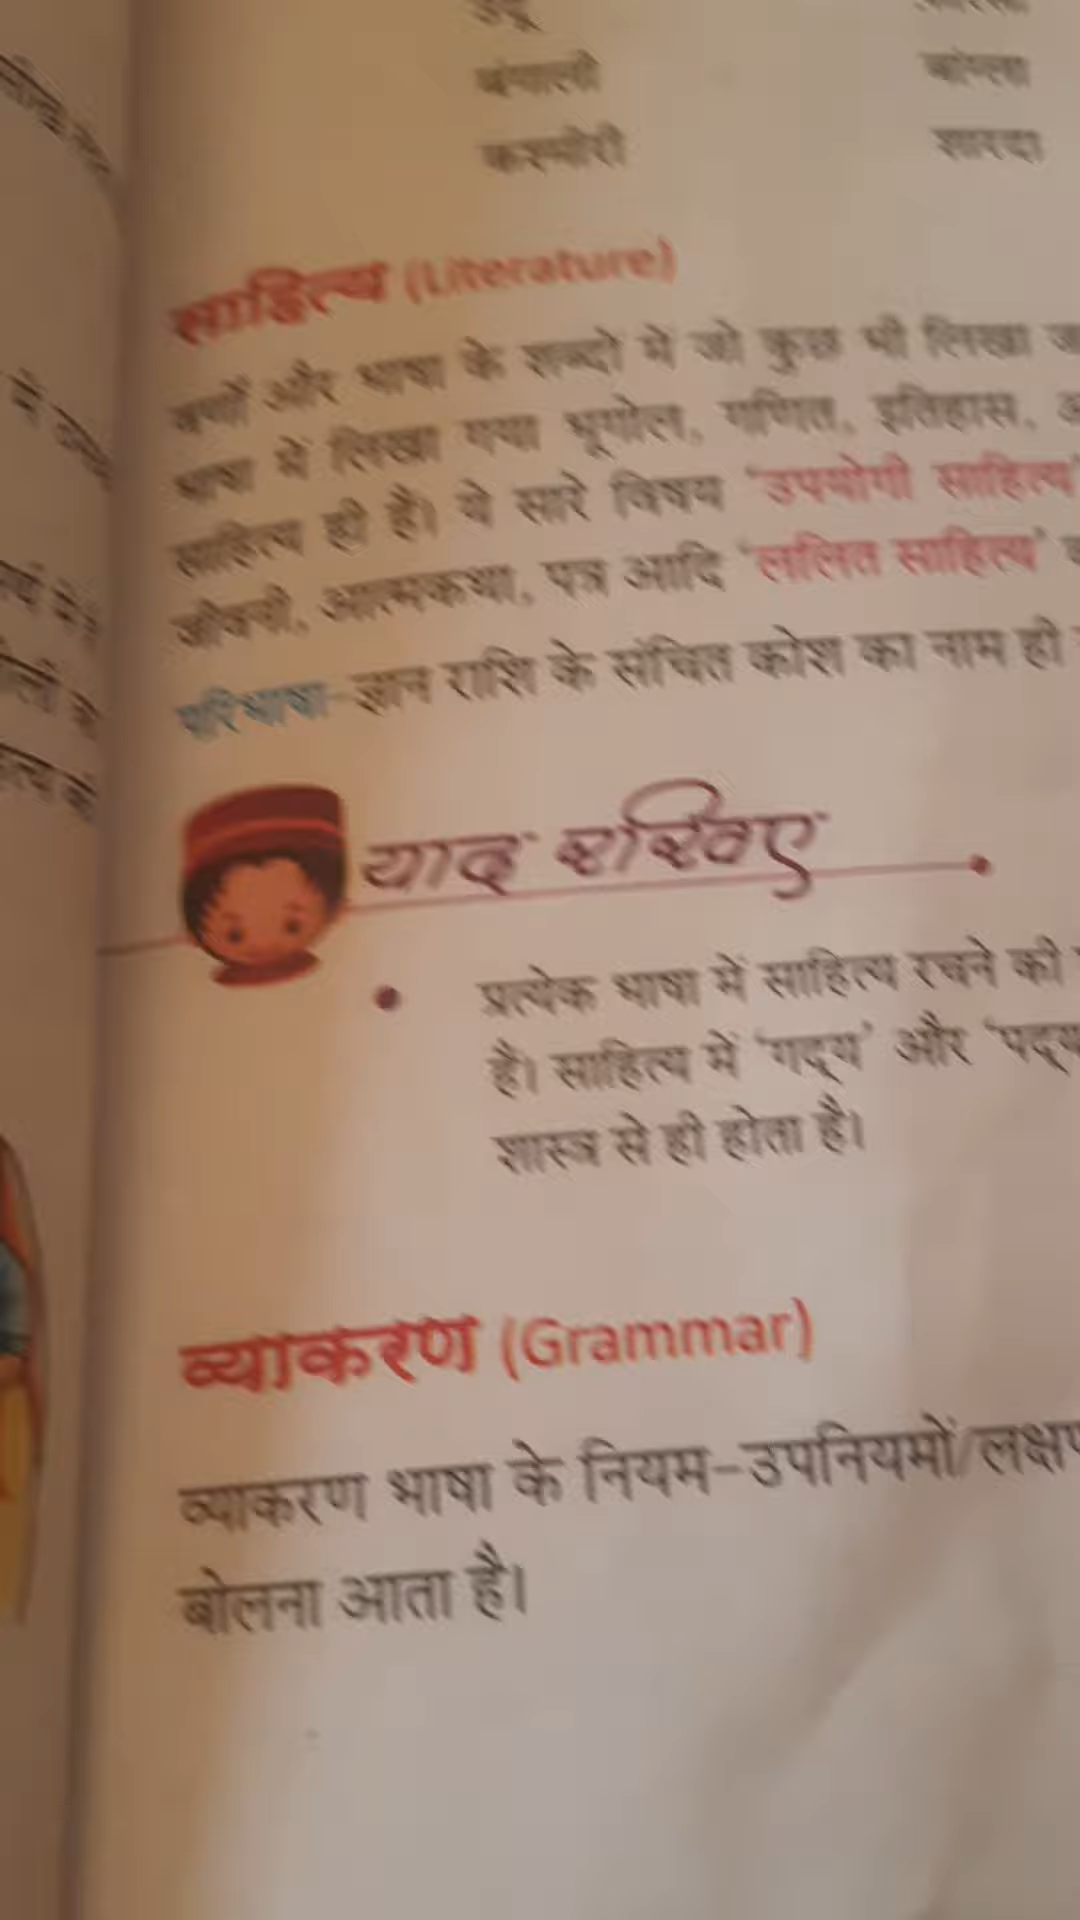 उर्दू
बंगाली बांग्ला
कश्मीरी शारदा
साहित्य (Literature)
वर्णों और भाषा के शब्दों में जो कुछ भी लिखा
भाषा में लिखा गया भूगोल, गणित, इतिहास,
साहित्य ही है। ये सारे विषय 'उपयोगी साहित्य'
जीवनी, आत्मकथा, पत्र आदि 'ललित साहित्य'
परिभाषा-ज्ञान राशि के संचित कोश का नाम ही
याद रखिए
• प्रत्येक भाषा में साहित्य रचने की
है। साहित्य में 'गद्य' और 'पद्य
शास्त्र से ही होता है।
व्याकरण (Grammar)
व्याकरण भाषा के नियम-उपनियमों/
बोलना आता है।